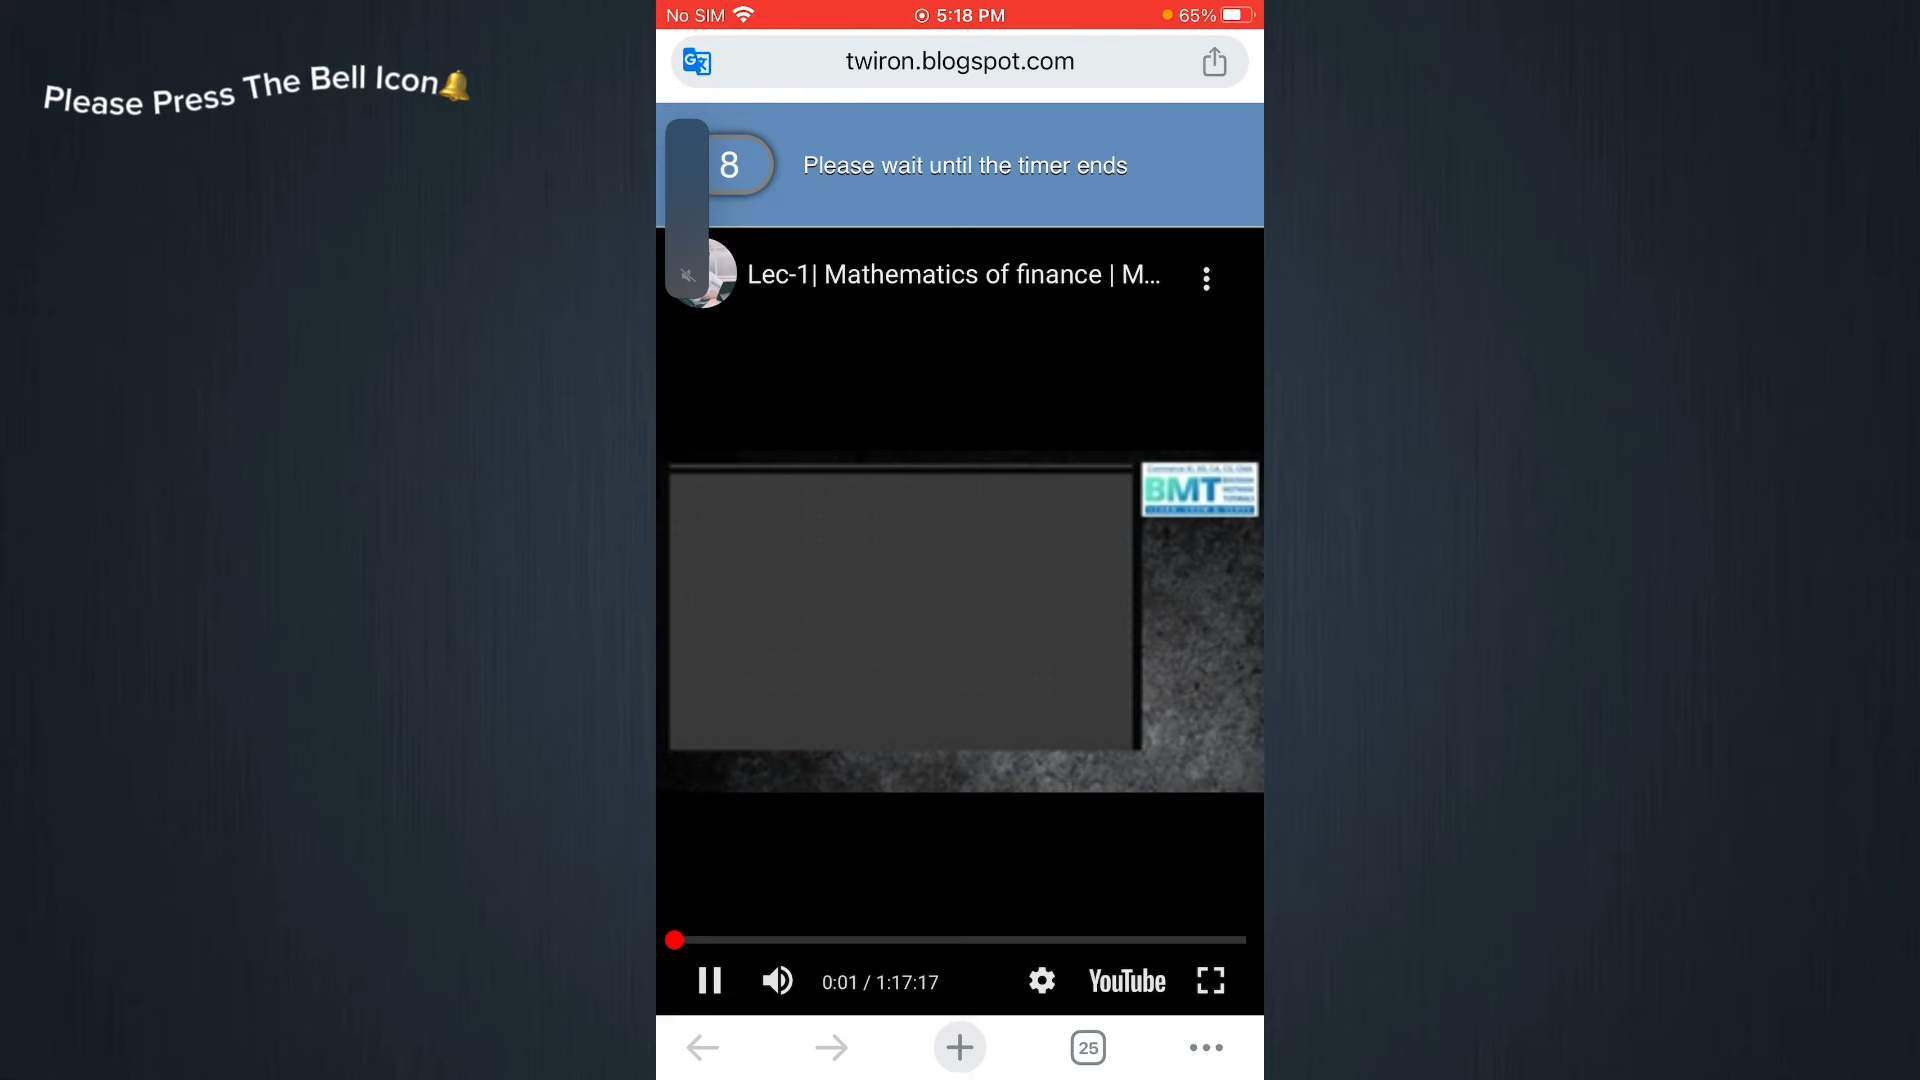 Please Press The Bell Icon🔔
No SIM 5:18 PM 65%
twiron.blogspot.com
8 Please wait until the timer ends
Lec-1| Mathematics of finance | M...
BMT
0:01 / 1:17:17 YouTube
25